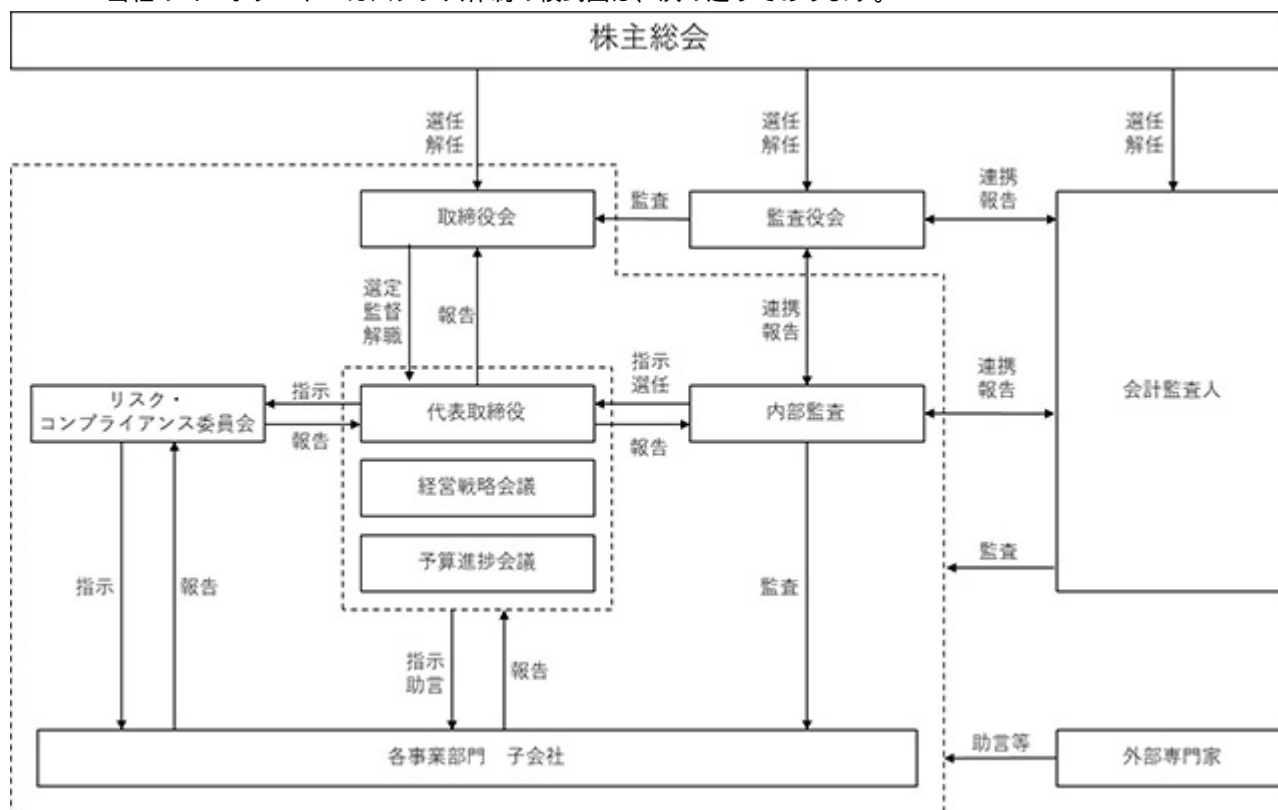 株主総会
選任
解任
選任
解任
選任
解任
取締役会
監査
監査役会
連携
報告
選定
監督
解職
報告
連携
報告
リスク・
コンプライアンス委員会
指示
報告
代表取締役
指示
選任
報告
内部監査
連携
報告
会計監査人
経営戦略会議
予算進捗会議
指示
報告
監査
監査
指示
助言
報告
各事業部門 子会社
助言等
外部専門家